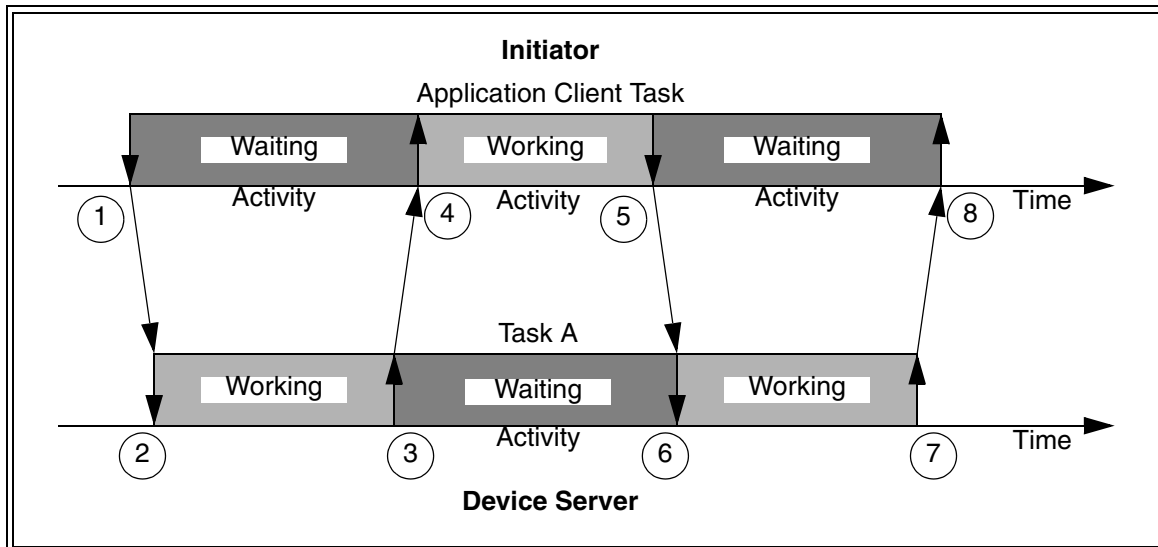 Initiator
Application Client Task
Waiting Working Waiting
Activity Activity Activity Time
1 4 5 8
Task A
Working Waiting Working
Activity Time
2 3 6 7
Device Server